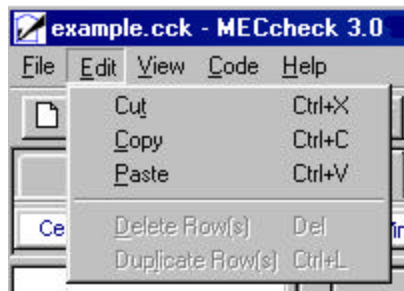 example.cck - MECcheck 3.0
File Edit View Code Help
Cut Ctrl+X
Copy Ctrl+C
Paste Ctrl+V
Delete Row(s) Del
Duplicate Row(s) Ctrl+L